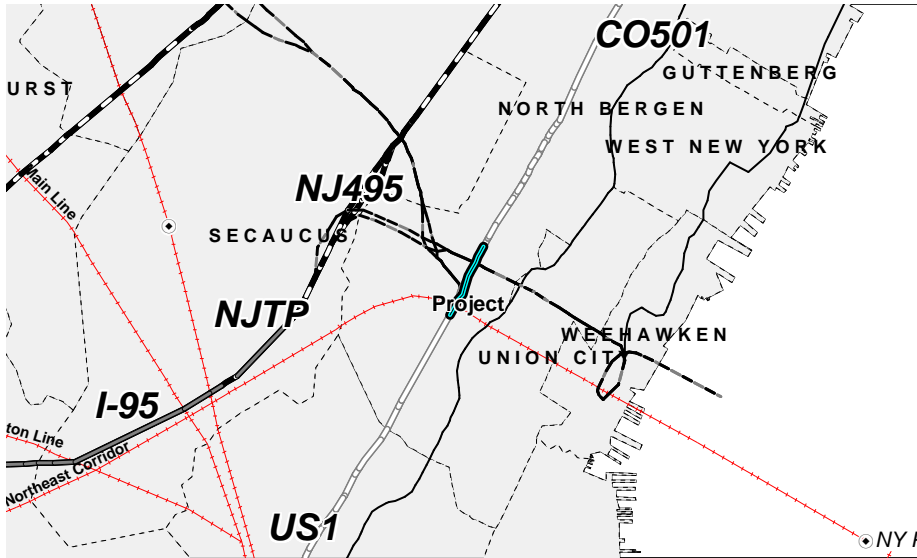 CO501
GUTTENBERG
URST
NORTH BERGEN
WEST NEW YORK
Main Line
NJ495
SECAUCUS
Project
NJTP
WEEHAWKEN
UNION CIT
I-95
ton Line
Northeast Corridor
US1
NY